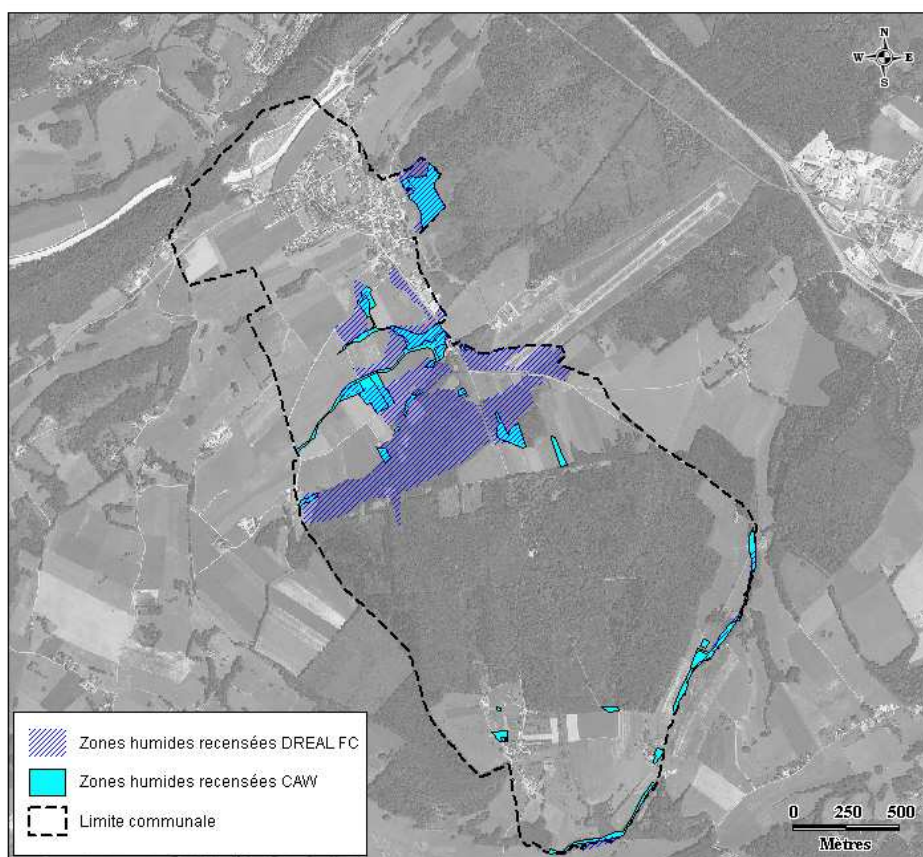 N
W E
S
Zones humides recensées DREAL FC
Zones humides recensées CAW
Limite communale
0 250 500
Mètres